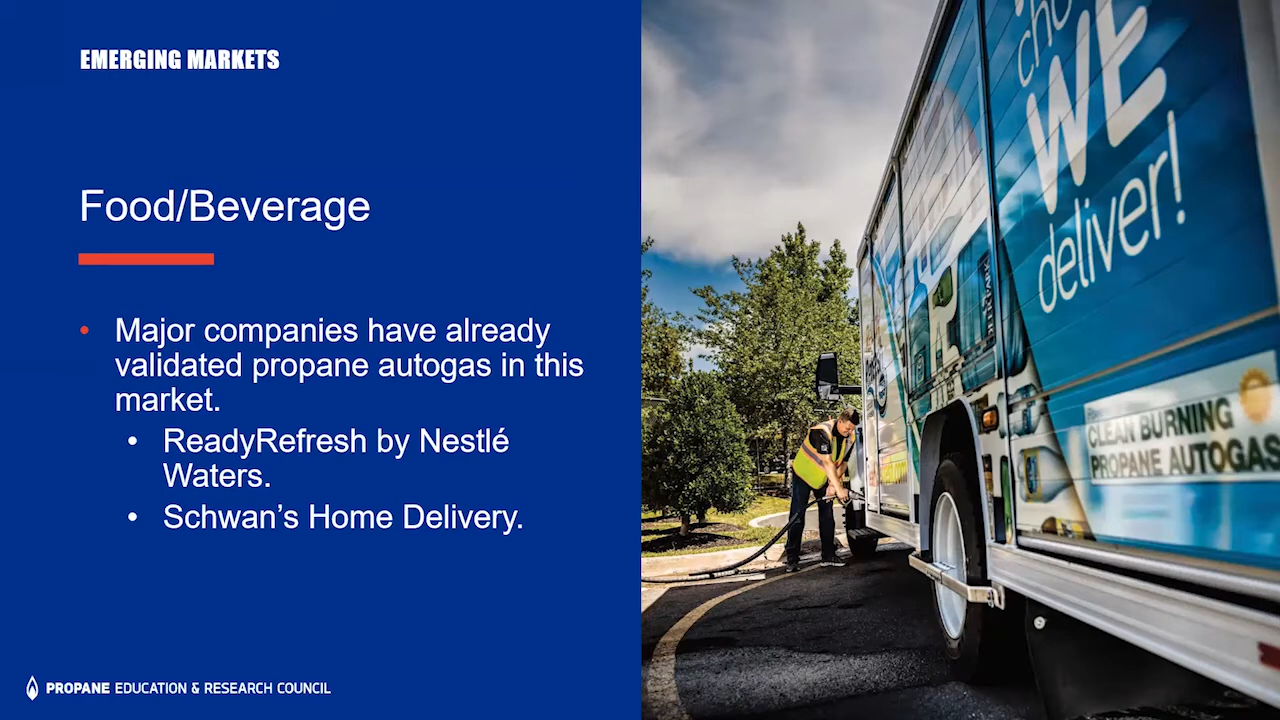 EMERGING MARKETS
Food/Beverage
• Major companies have already
validated propane autogas in this
market.
• ReadyRefresh by Nestlé
Waters.
• Schwan’s Home Delivery.
PROPANE EDUCATION & RESEARCH COUNCIL
WE
deliver!
CLEAN BURNING
PROPANE AUTOGAS